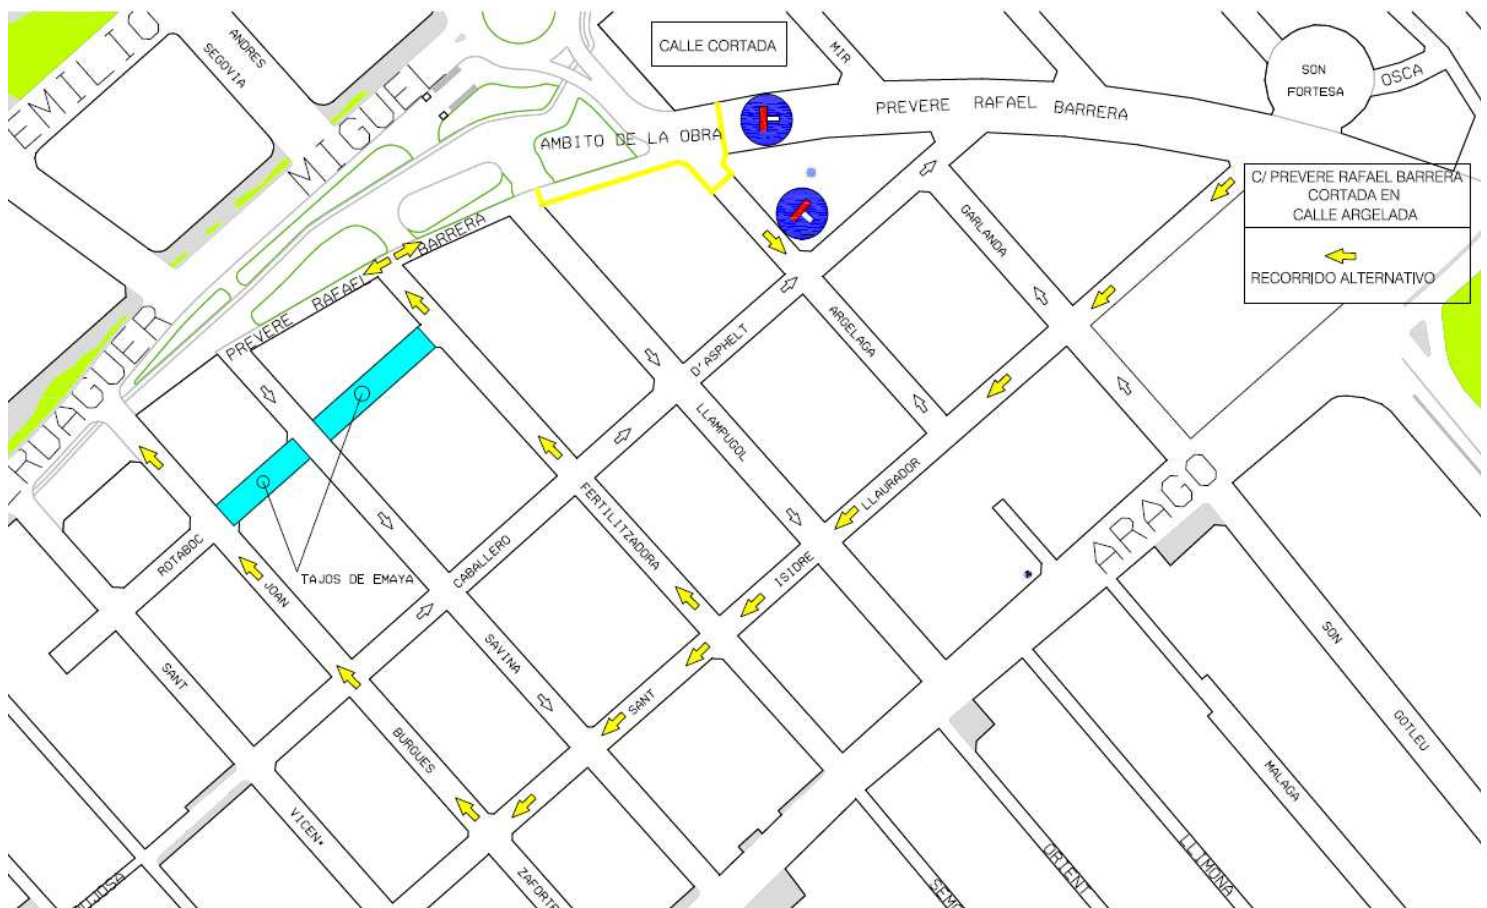 EMILIO
ANDRES
SEGOVIA
MIGUEL
CALLE CORTADA
MIR
SON
FORTESA
OSCA
PREVERE RAFAEL BARRERA
AMBITO DE LA OBRA
C/ PREVERE RAFAEL BARRERA
CORTADA EN
CALLE ARGELADA
RECORRIDO ALTERNATIVO
GARLANDA
PREVERE RAFAEL BARRERA
ARGELAGA
D'ASPHELT
LLAMPUGOL
LLAURADOR
ARAGO
FERTILITZADORA
CABALLERO
ISIDRE
ROTABOC
JOAN
TAJOS DE EMAYA
SAVINA
SANT
SANT
BURGUES
SON
GOTLEU
MALAGA
LLIMONA
ORIENT